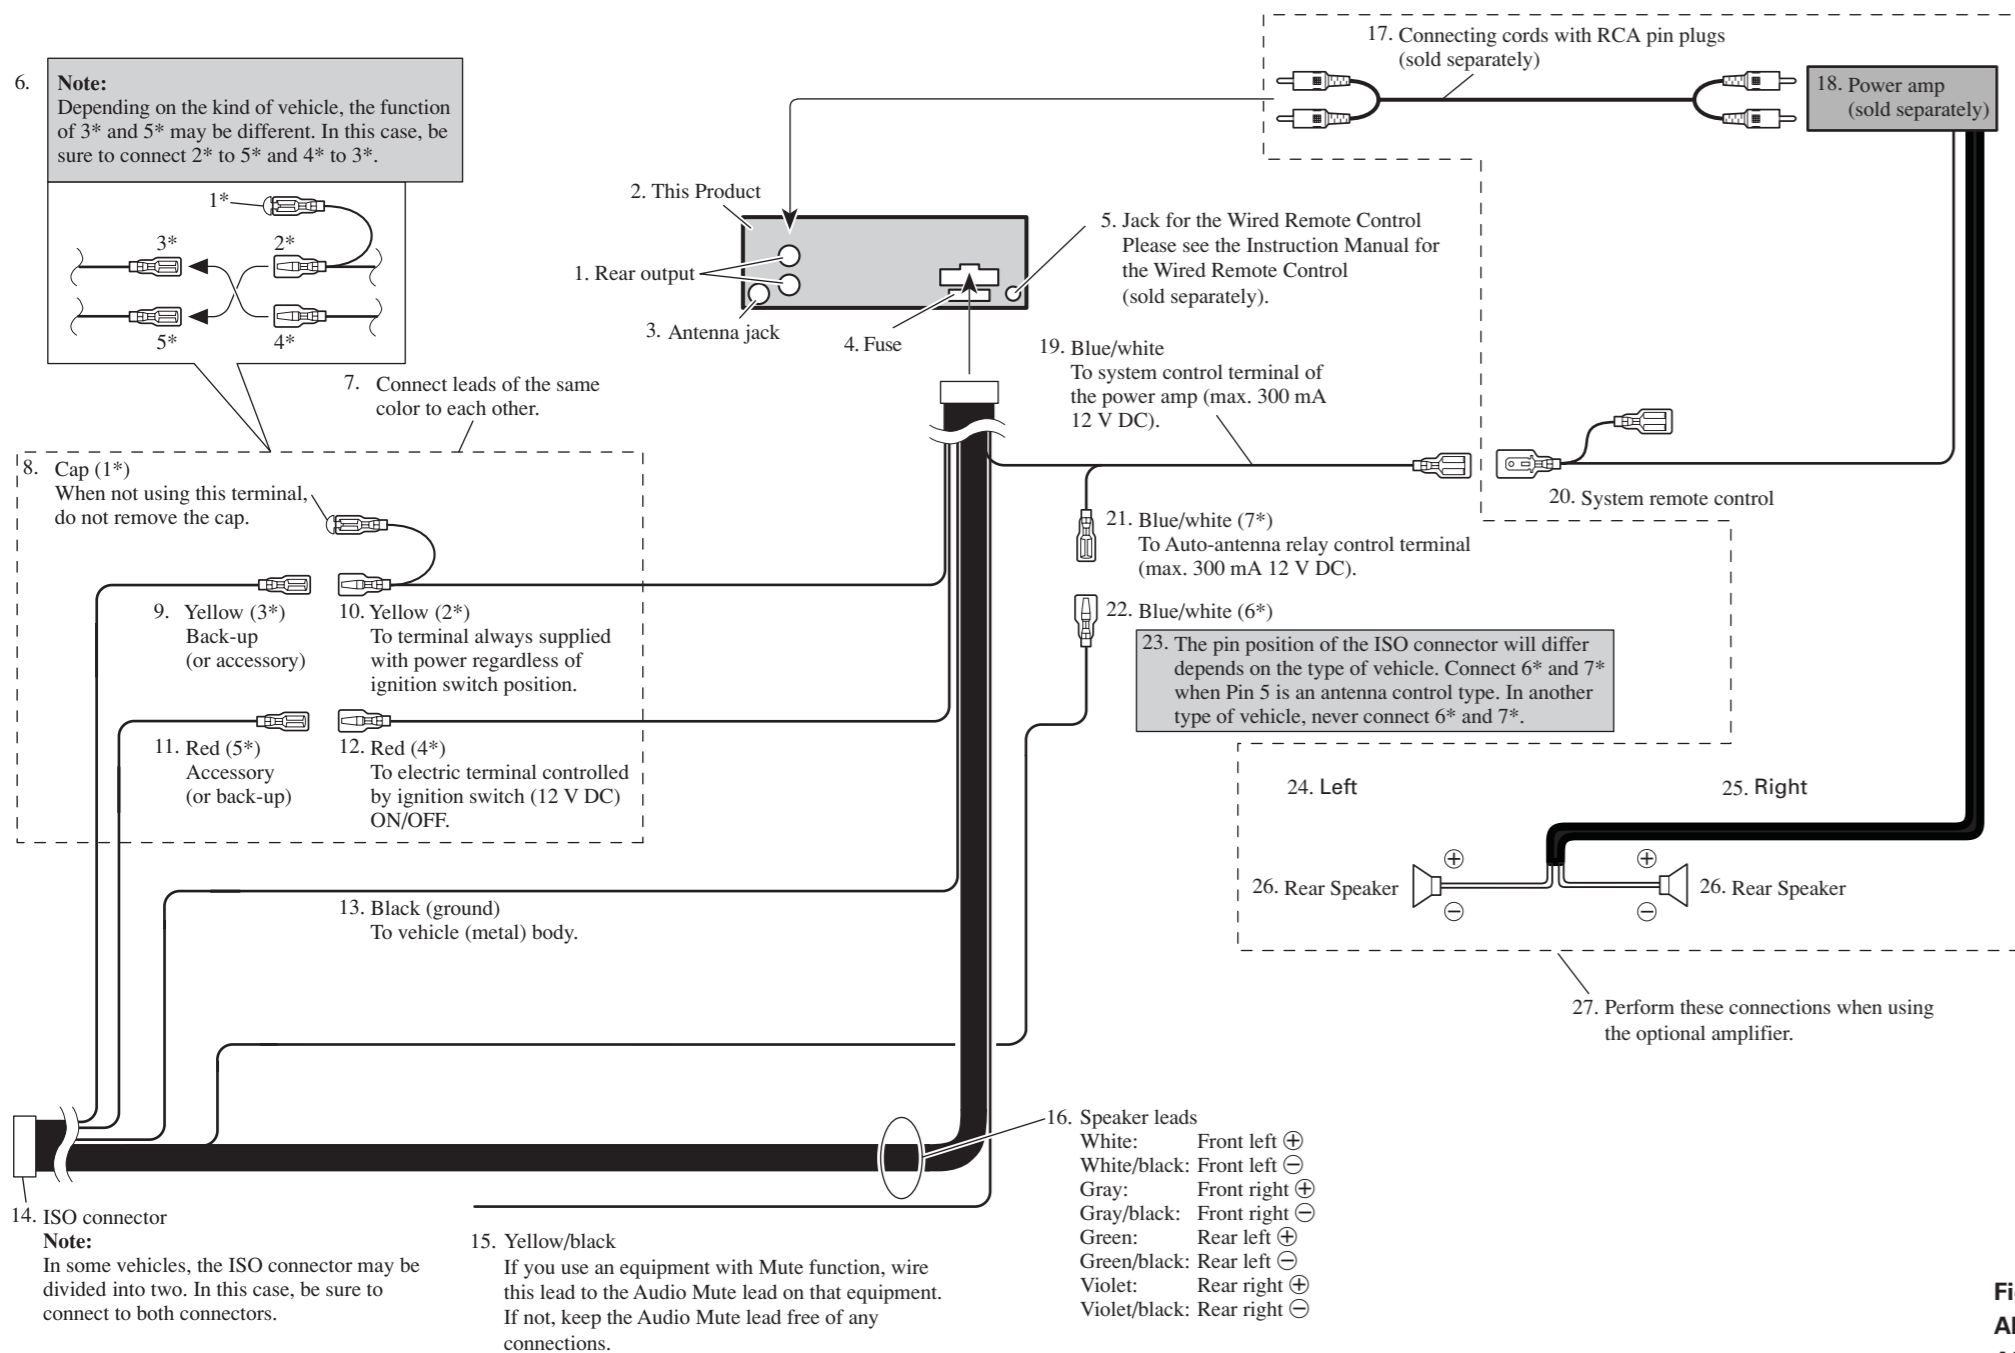 6. Note:
Depending on the kind of vehicle, the function
of 3* and 5* may be different. In this case, be
sure to connect 2* to 5* and 4* to 3*.
1*
3*
2*
5*
4*
7. Connect leads of the same
color to each other.
8. Cap (1*)
When not using this terminal,
do not remove the cap.
9. Yellow (3*)
Back-up
(or accessory)
10. Yellow (2*)
To terminal always supplied
with power regardless of
ignition switch position.
11. Red (5*)
Accessory
(or back-up)
12. Red (4*)
To electric terminal controlled
by ignition switch (12 V DC)
ON/OFF.
13. Black (ground)
To vehicle (metal) body.
14. ISO connector
Note:
In some vehicles, the ISO connector may be
divided into two. In this case, be sure to
connect to both connectors.
15. Yellow/black
If you use an equipment with Mute function, wire
this lead to the Audio Mute lead on that equipment.
If not, keep the Audio Mute lead free of any
connections.
2. This Product
1. Rear output
3. Antenna jack
4. Fuse
5. Jack for the Wired Remote Control
Please see the Instruction Manual for
the Wired Remote Control
(sold separately).
17. Connecting cords with RCA pin plugs
(sold separately)
18. Power amp
(sold separately)
19. Blue/white
To system control terminal of
the power amp (max. 300 mA
12 V DC).
20. System remote control
21. Blue/white (7*)
To Auto-antenna relay control terminal
(max. 300 mA 12 V DC).
22. Blue/white (6*)
23. The pin position of the ISO connector will differ
depends on the type of vehicle. Connect 6* and 7*
when Pin 5 is an antenna control type. In another
type of vehicle, never connect 6* and 7*.
24. Left
25. Right
26. Rear Speaker
⊕
⊖
⊕
⊖
26. Rear Speaker
27. Perform these connections when using
the optional amplifier.
16. Speaker leads
White: Front left ⊕
White/black: Front left ⊖
Gray: Front right ⊕
Gray/black: Front right ⊖
Green: Rear left ⊕
Green/black: Rear left ⊖
Violet: Rear right ⊕
Violet/black: Rear right ⊖